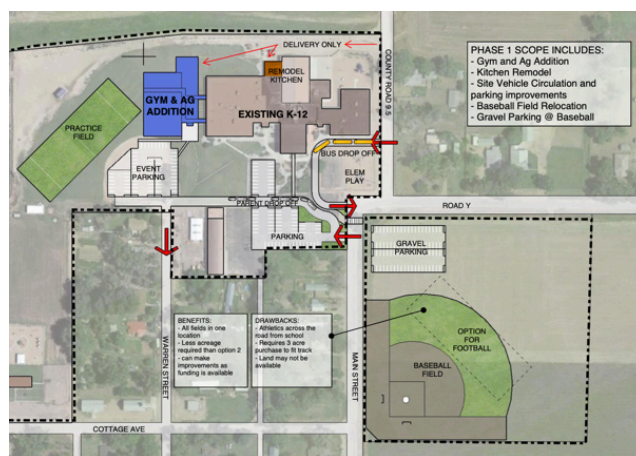 DELIVERY ONLY
COUNTY ROAD 9.5
PHASE 1 SCOPE INCLUDES:
- Gym and Ag Addition
- Kitchen Remodel
- Site Vehicle Circulation and
parking improvements
- Baseball Field Relocation
- Gravel Parking @ Baseball
REMODEL
KITCHEN
GYM & AG
ADDITION
EXISTING K-12
PRACTICE
FIELD
BUS DROP OFF
EVENT
PARKING
ELEM
PLAY
PARENT DROP OFF
ROAD Y
PARKING
GRAVEL
PARKING
BENEFITS:
- All fields in one
location
- Less acreage
required than option 2
- can make
improvements as
funding is available
DRAWBACKS:
- Athletics across the
road from school
- Requires 3 acre
purchase to fit track
- Land may not be
available
WARREN STREET
MAIN STREET
OPTION
FOR
FOOTBALL
BASEBALL
FIELD
COTTAGE AVE